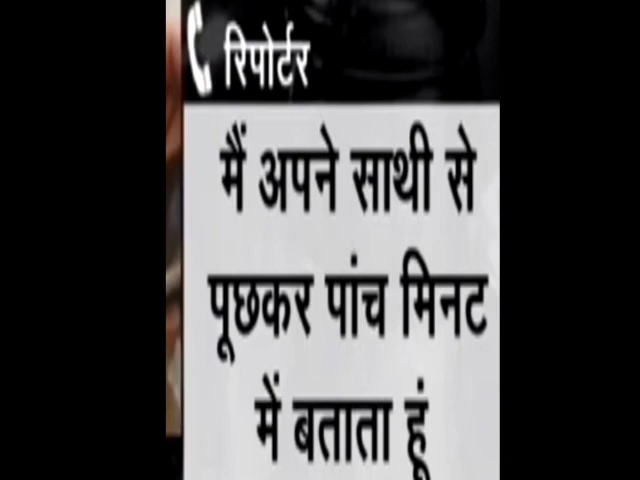 रिपोर्टर
मैं अपने साथी से
पूछकर पांच मिनट
में बताता हूं